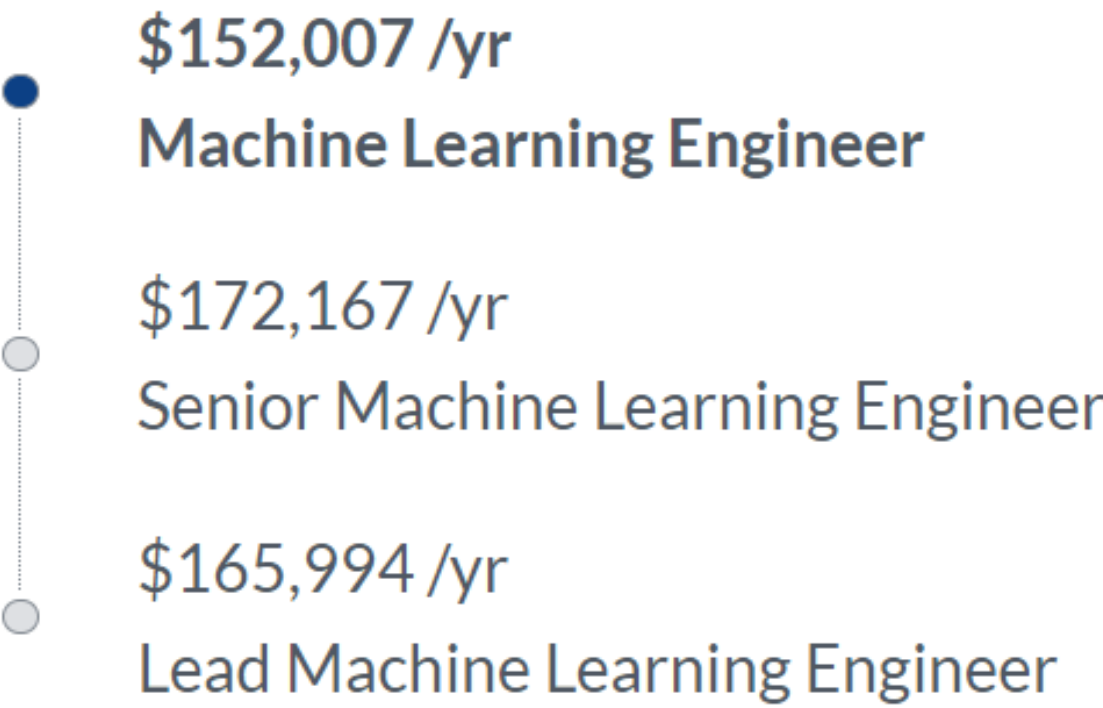 $152,007 /yr
Machine Learning Engineer
$172,167 /yr
Senior Machine Learning Engineer
$165,994 /yr
Lead Machine Learning Engineer